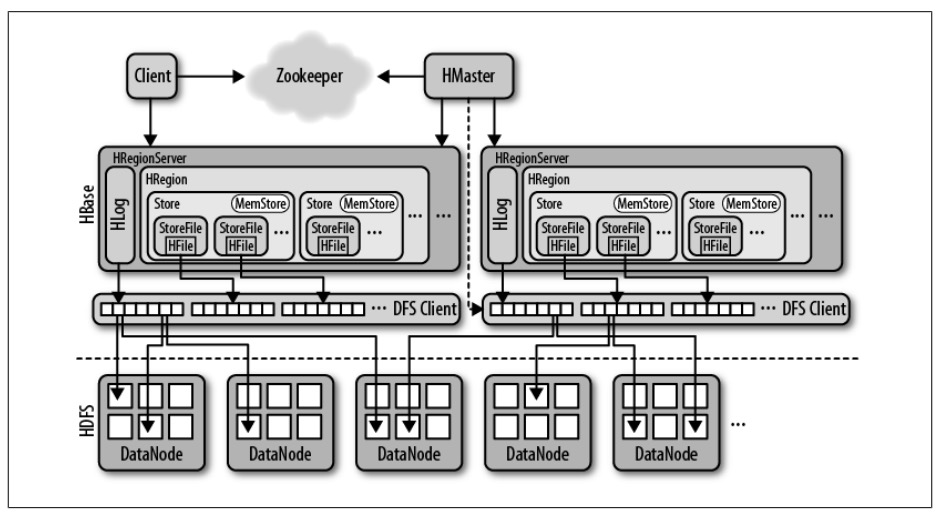 Client
Zookeeper
HMaster
HBase
HRegionServer
HLog
HRegion
Store
MemStore
StoreFile
HFile
StoreFile
HFile
...
Store
MemStore
StoreFile
HFile
...
...
...
HRegionServer
HLog
HRegion
Store
MemStore
StoreFile
HFile
StoreFile
HFile
...
Store
MemStore
StoreFile
HFile
...
...
...
... DFS Client
... DFS Client
HDFS
DataNode
DataNode
DataNode
DataNode
DataNode
...